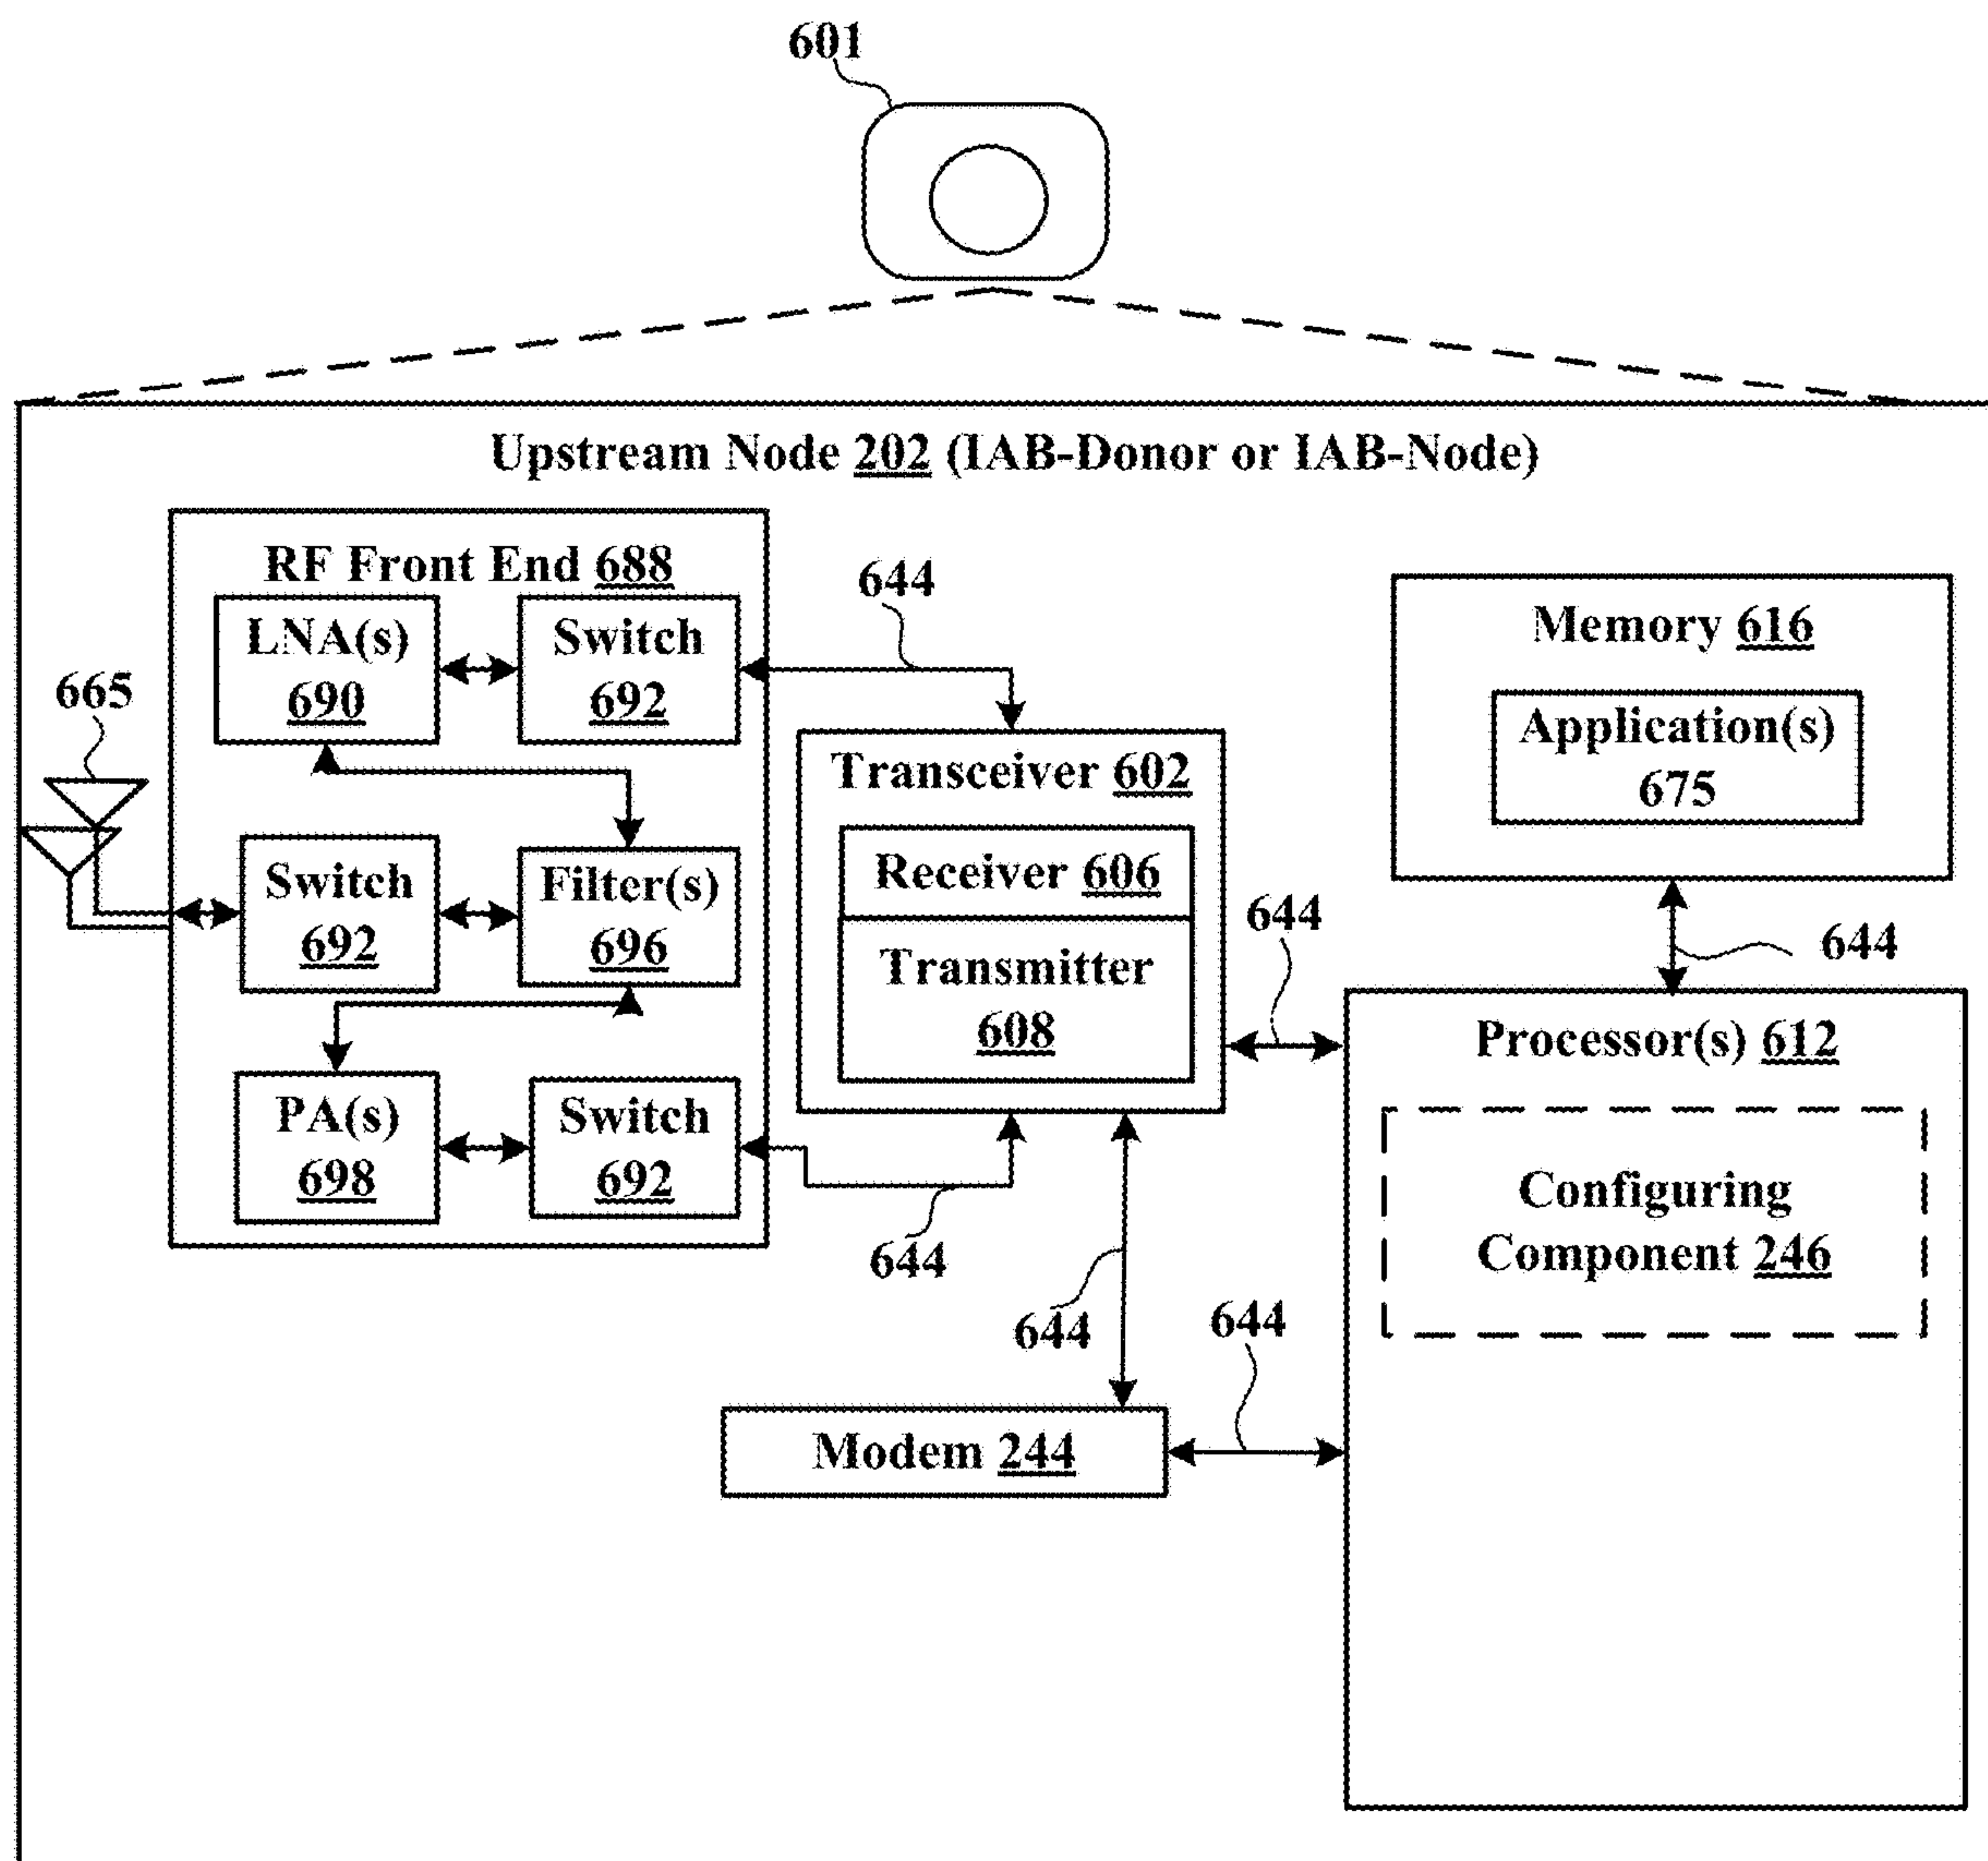 601
Upstream Node 202 (IAB-Donor or IAB-Node)
RF Front End 688
LNA(s)
690
Switch
692
644
665
Switch
692
Filter(s)
696
PA(s)
698
Switch
692
644
Transceiver 602
Receiver 606
Transmitter
608
644
644
Modem 244
644
Memory 616
Application(s)
675
644
Processor(s) 612
Configuring
Component 246